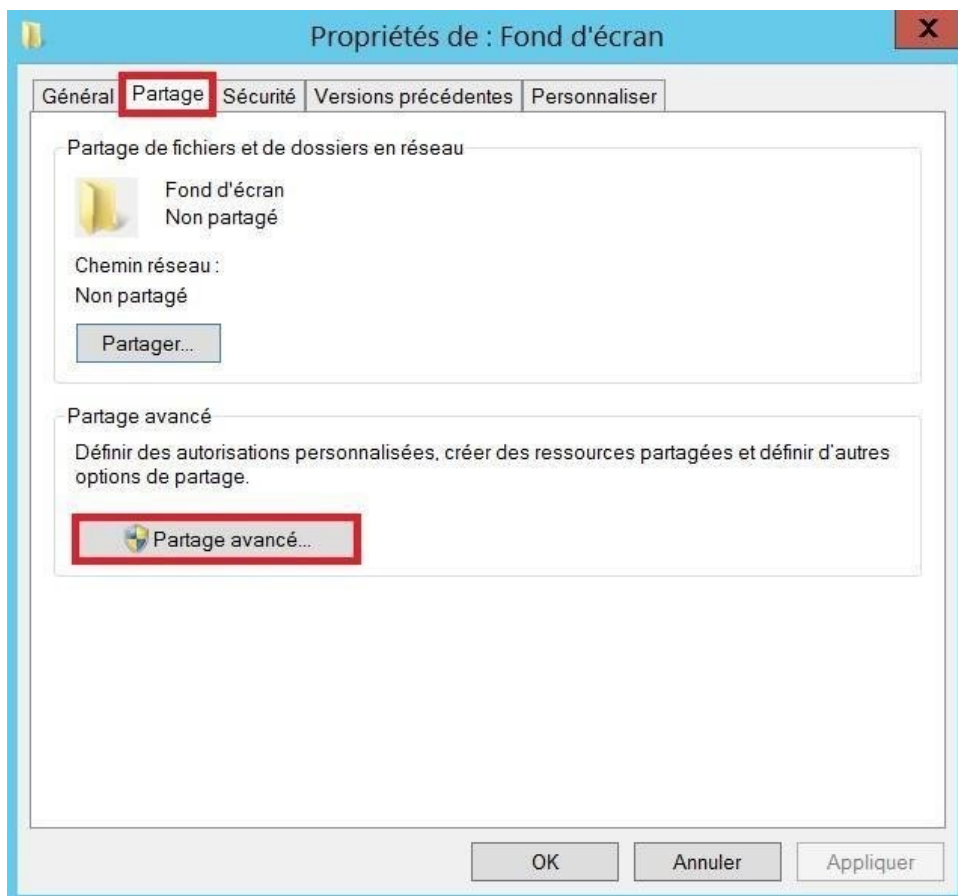 Propriétés de : Fond d'écran
X
Général Partage Sécurité Versions précédentes Personnaliser
Partage de fichiers et de dossiers en réseau
Fond d'écran
Non partagé
Chemin réseau :
Non partagé
Partager...
Partage avancé
Définir des autorisations personnalisées, créer des ressources partagées et définir d'autres
options de partage.
Partage avancé...
OK Annuler Appliquer